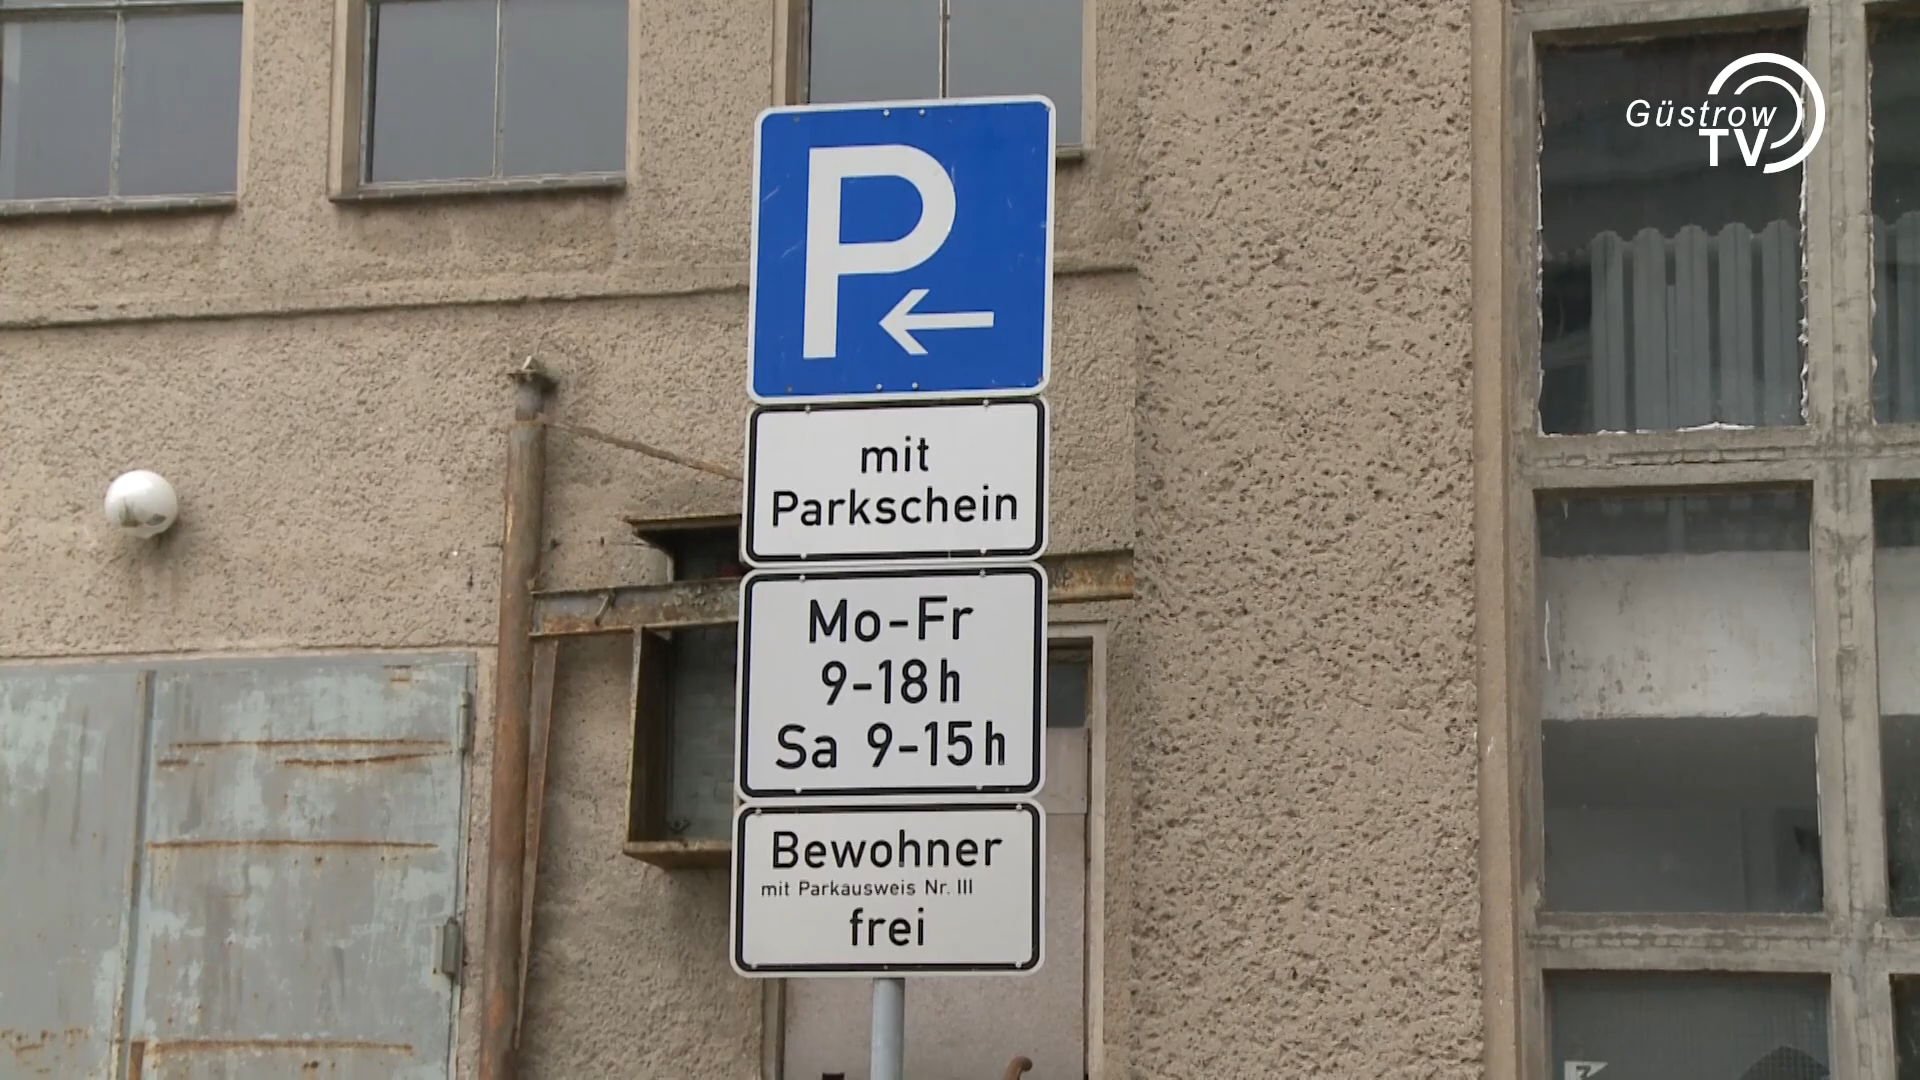 Güstrow
TV
P
mit
Parkschein
Mo-Fr
9-18h
Sa 9-15h
Bewohner
mit Parkausweis Nr. III
frei